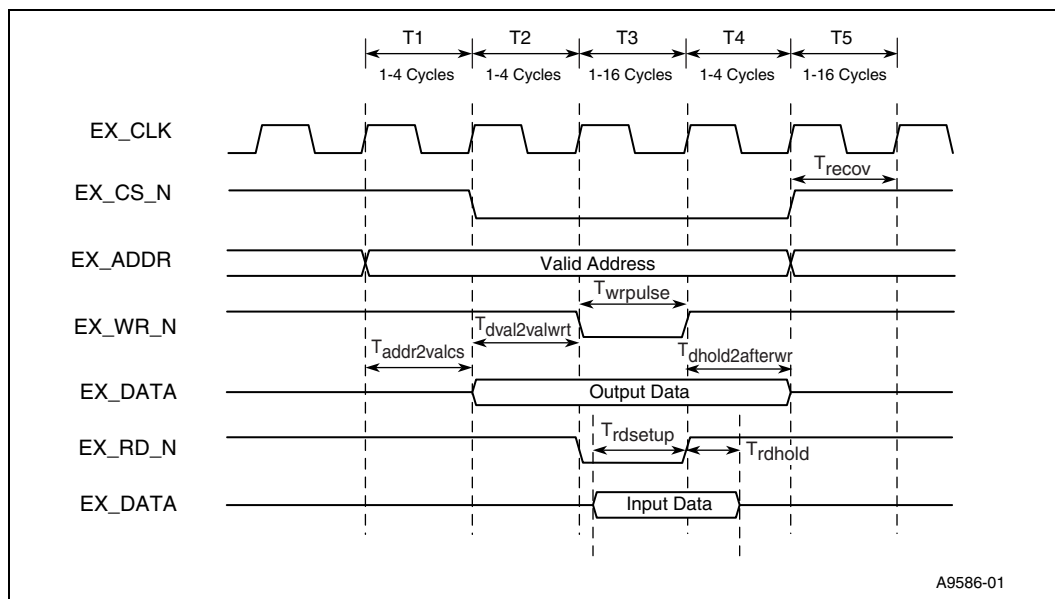 T1 T2 T3 T4 T5
1-4 Cycles 1-4 Cycles 1-16 Cycles 1-4 Cycles 1-16 Cycles
EX_CLK
Trecov
EX_CS_N
EX_ADDR Valid Address
Twrpulse
EX_WR_N
Tdval2valwrt
Taddr2valcs Tdhold2afterwr
EX_DATA Output Data
Trdsetup
EX_RD_N
Trdhold
EX_DATA Input Data
A9586-01